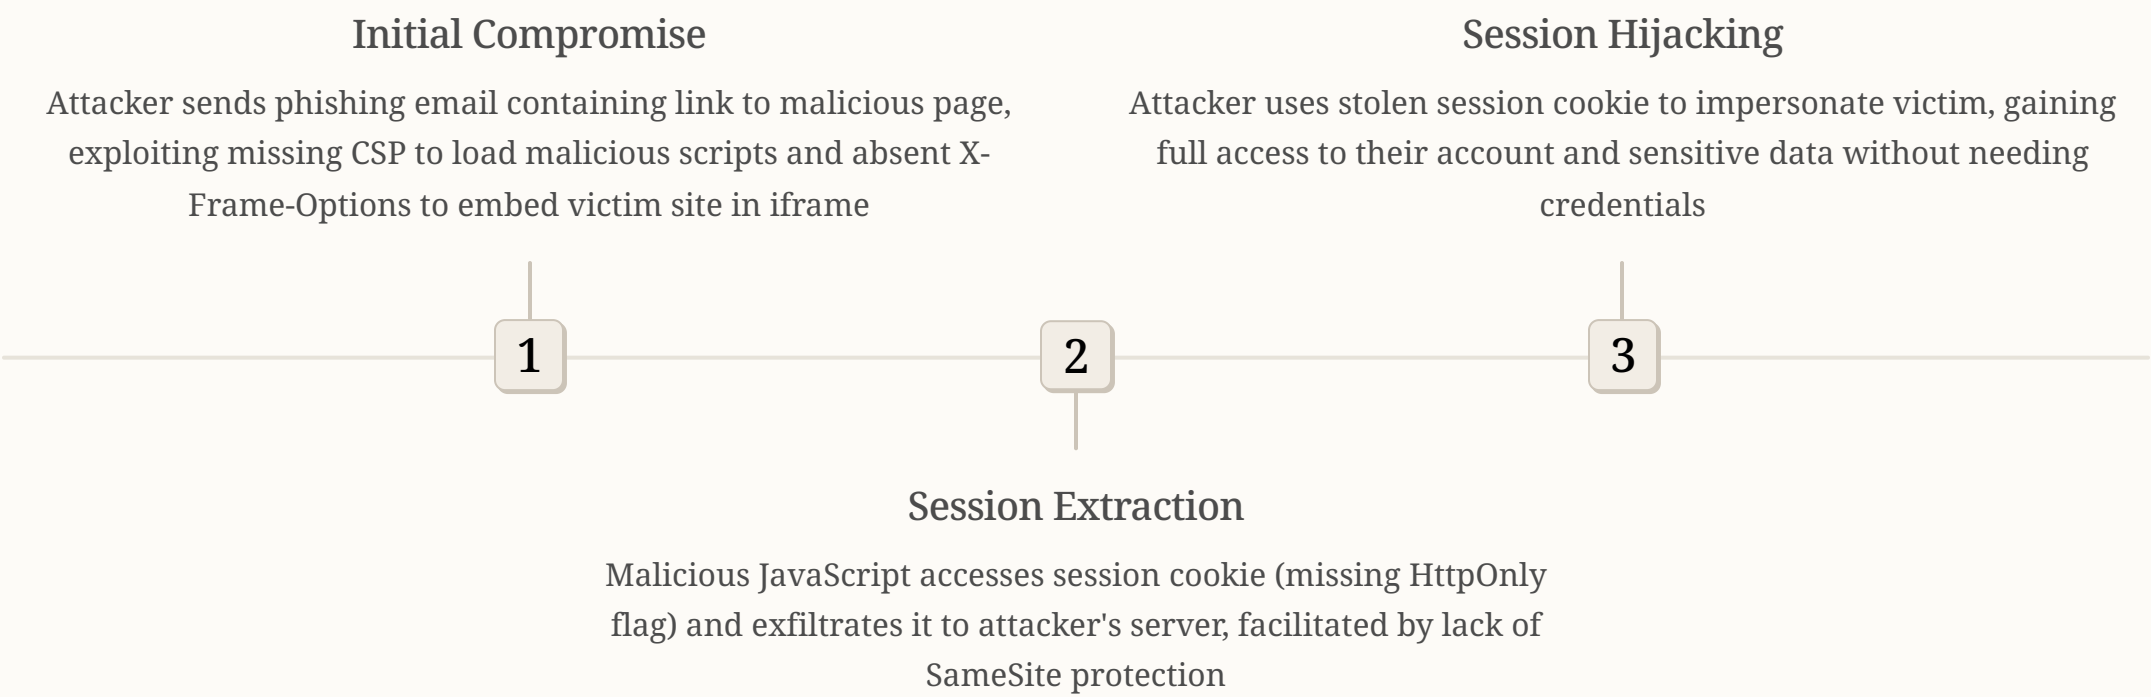 Initial Compromise
Attacker sends phishing email containing link to malicious page,
exploiting missing CSP to load malicious scripts and absent X-
Frame-Options to embed victim site in iframe
Session Hijacking
Attacker uses stolen session cookie to impersonate victim, gaining
full access to their account and sensitive data without needing
credentials
1
2
3
Session Extraction
Malicious JavaScript accesses session cookie (missing HttpOnly
flag) and exfiltrates it to attacker's server, facilitated by lack of
SameSite protection